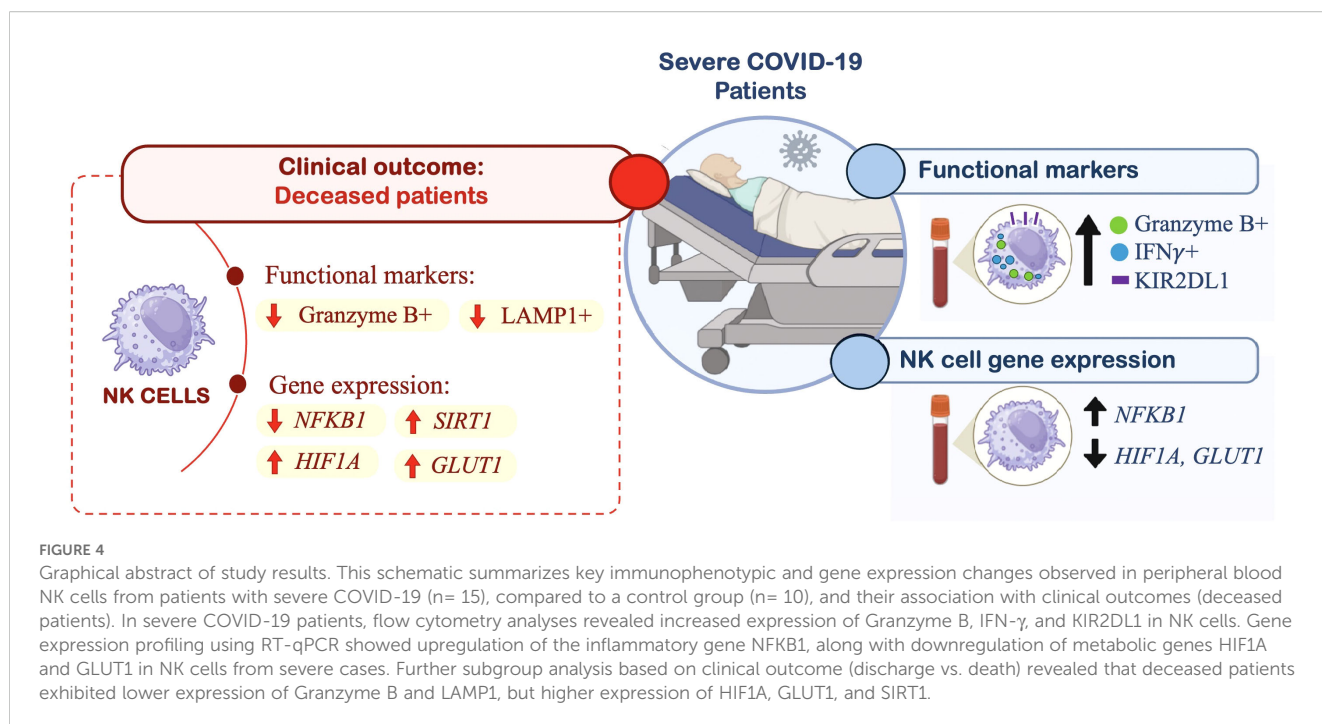 Severe COVID-19
Patients
Clinical outcome:
Deceased patients
Functional markers:
↓ Granzyme B+ ↓ LAMP1+
NK CELLS
Gene expression:
↓ NFKB1 ↑ SIRT1
↑ HIF1A ↑ GLUT1
Functional markers
Granzyme B+
IFNγ+
KIR2DL1
NK cell gene expression
↑ NFKB1
↓ HIF1A, GLUT1
FIGURE 4
Graphical abstract of study results. This schematic summarizes key immunophenotypic and gene expression changes observed in peripheral blood
NK cells from patients with severe COVID-19 (n= 15), compared to a control group (n= 10), and their association with clinical outcomes (deceased
patients). In severe COVID-19 patients, flow cytometry analyses revealed increased expression of Granzyme B, IFN-γ, and KIR2DL1 in NK cells. Gene
expression profiling using RT-qPCR showed upregulation of the inflammatory gene NFKB1, along with downregulation of metabolic genes HIF1A
and GLUT1 in NK cells from severe cases. Further subgroup analysis based on clinical outcome (discharge vs. death) revealed that deceased patients
exhibited lower expression of Granzyme B and LAMP1, but higher expression of HIF1A, GLUT1, and SIRT1.